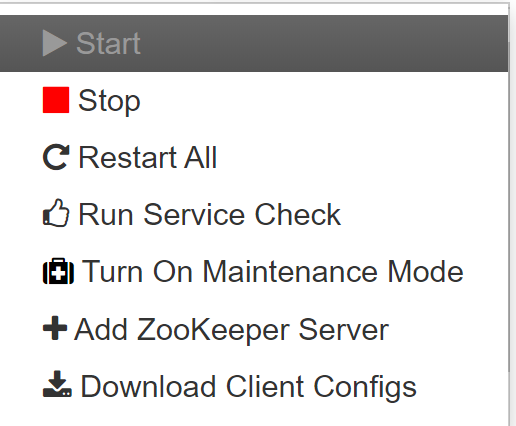 Start
Stop
Restart All
Run Service Check
Turn On Maintenance Mode
Add ZooKeeper Server
Download Client Configs